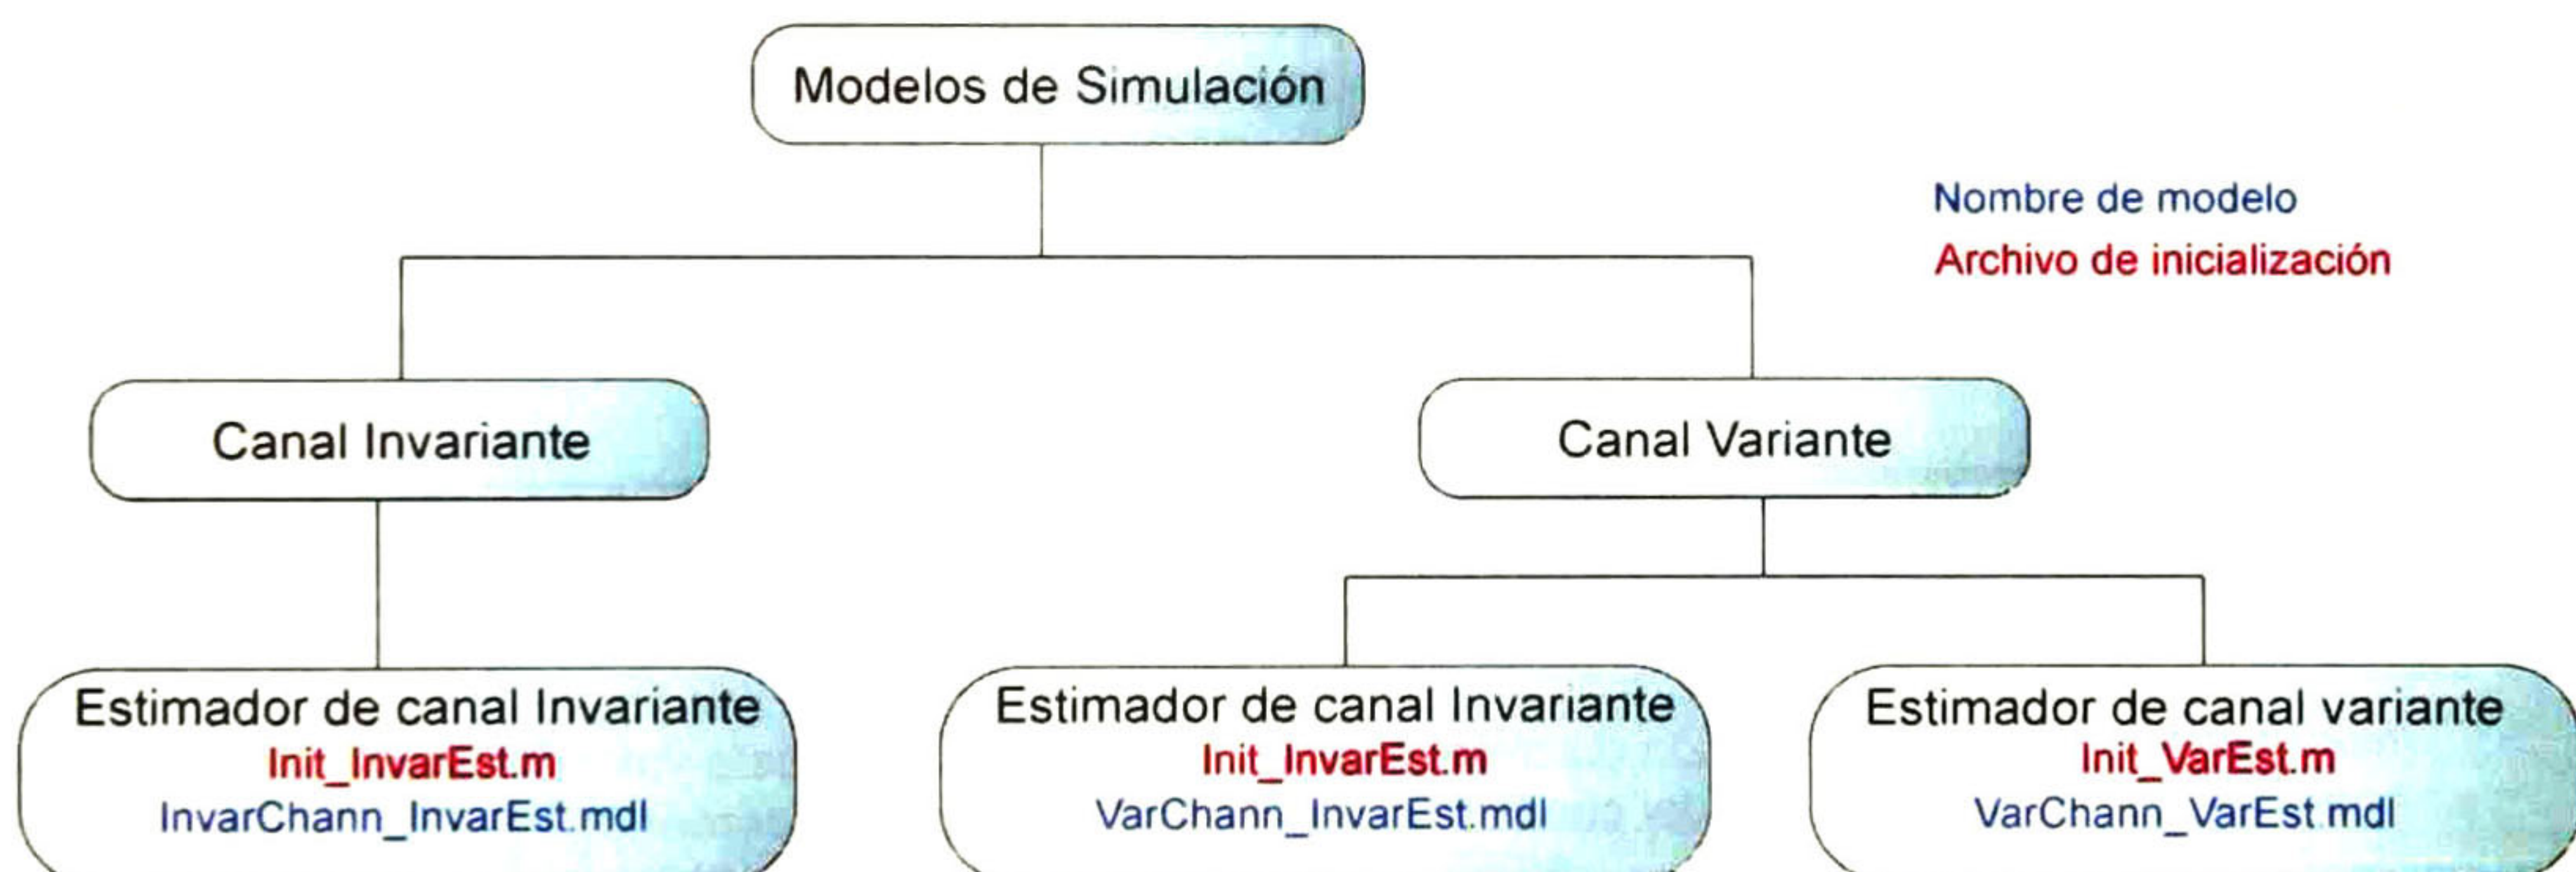 Modelos de Simulación
Nombre de modelo
Archivo de inicialización
Canal Invariante
Canal Variante
Estimador de canal Invariante
Init_InvarEst.m
InvarChann_InvarEst.mdl
Estimador de canal Invariante
Init_InvarEst.m
VarChann_InvarEst.mdl
Estimador de canal variante
Init_VarEst.m
VarChann_VarEst.mdl